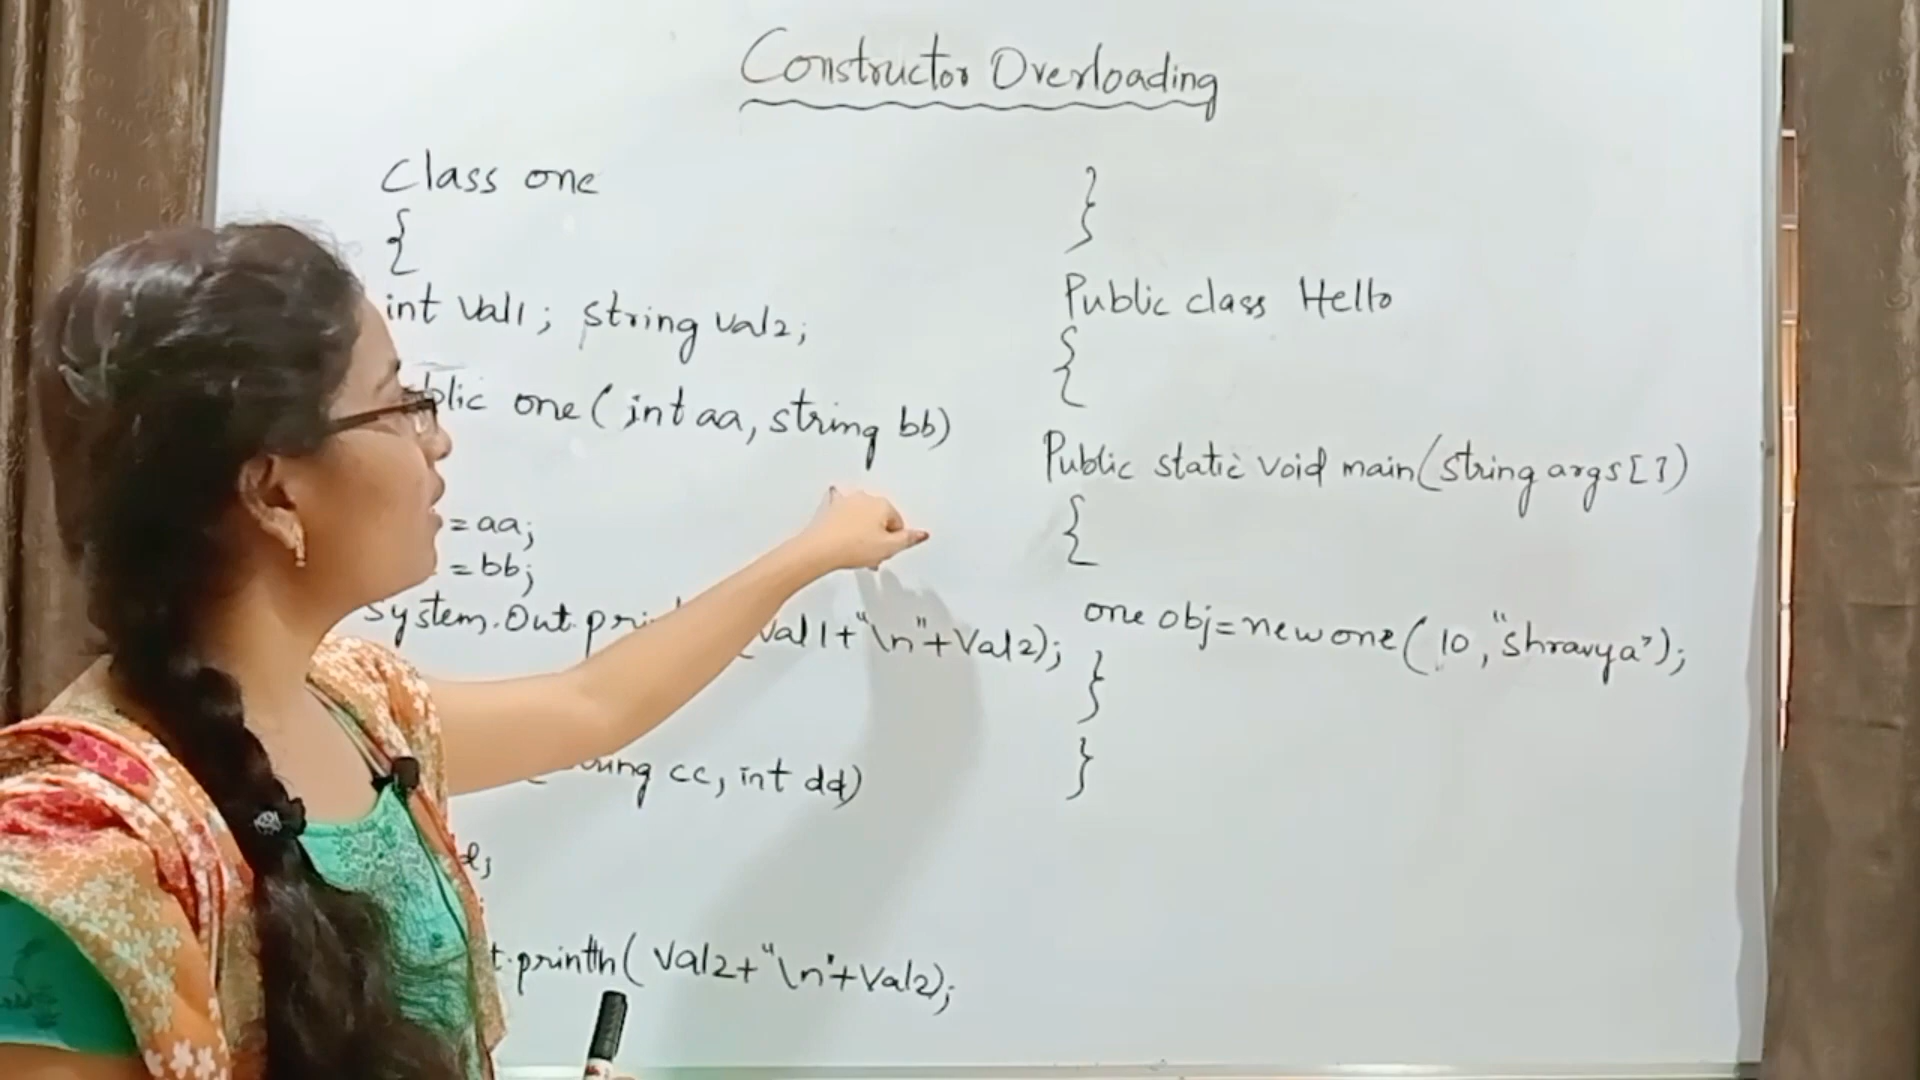 Constructor Overloading
Class one
{
int Val1; string val2;
one (int aa, string bb)
= aa;
= bb;
System.Out. Val1+"\n"+Val2);
cc, int dd)
println( Val2+"\n"+Val2);
}
Public class Hello
{
Public static void main(string args[])
{
one obj=new one(10,"Shravya");
}
}